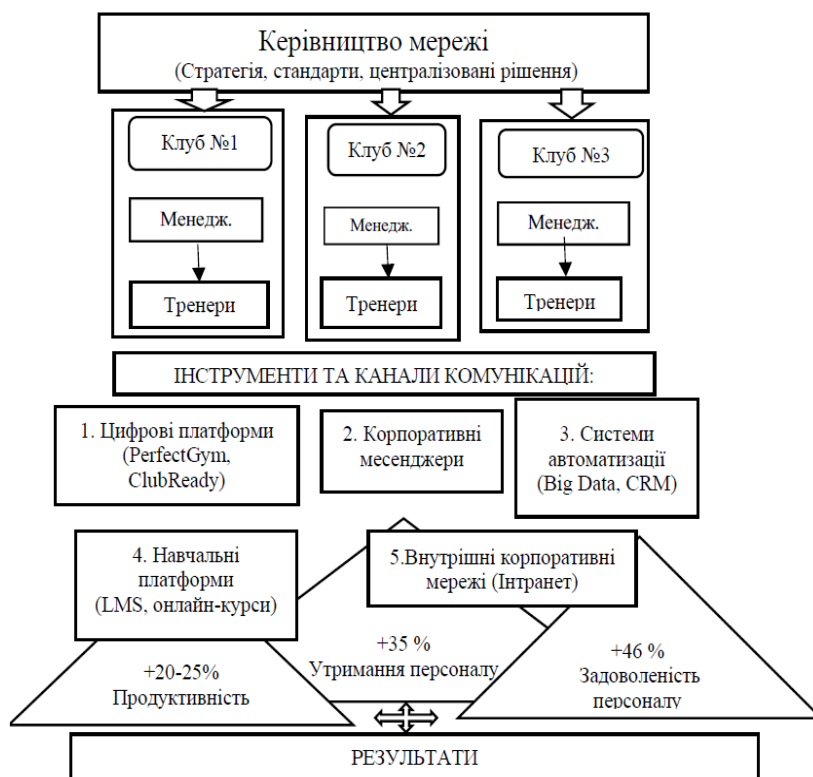 Керівництво мережі
(Стратегія, стандарти, централізовані рішення)
Клуб №1
Клуб №2
Клуб №3
Менедж.
Менедж.
Менедж.
Тренери
Тренери
Тренери
ІНСТРУМЕНТИ ТА КАНАЛИ КОМУНІКАЦІЙ:
1. Цифрові платформи
(PerfectGym,
ClubReady)
2. Корпоративні
месенджери
3. Системи
автоматизації
(Big Data, CRM)
4. Навчальні
платформи
(LMS, онлайн-курси)
5.Внутрішні корпоративні
мережі (Інтранет)
+20-25%
Продуктивність
+35 %
Утримання персоналу
+46 %
Задоволеність
персоналу
РЕЗУЛЬТАТИ